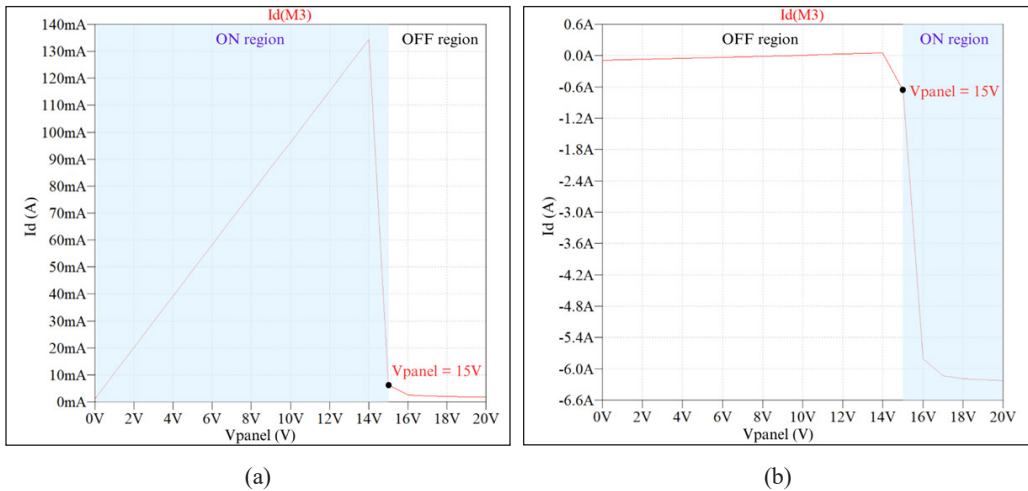 Id(M3)
140mA
130mA
120mA
110mA
100mA
90mA
80mA
70mA
60mA
50mA
40mA
30mA
20mA
10mA
0mA
Id (A)
ON region
OFF region
Vpanel = 15V
0V 2V 4V 6V 8V 10V 12V 14V 16V 18V 20V
Vpanel (V)
(a)
Id(M3)
0.6A
0.0A
-0.6A
-1.2A
-1.8A
-2.4A
-3.0A
-3.6A
-4.2A
-4.8A
-5.4A
-6.0A
-6.6A
Id (A)
OFF region
ON region
Vpanel = 15V
0V 2V 4V 6V 8V 10V 12V 14V 16V 18V 20V
Vpanel (V)
(b)